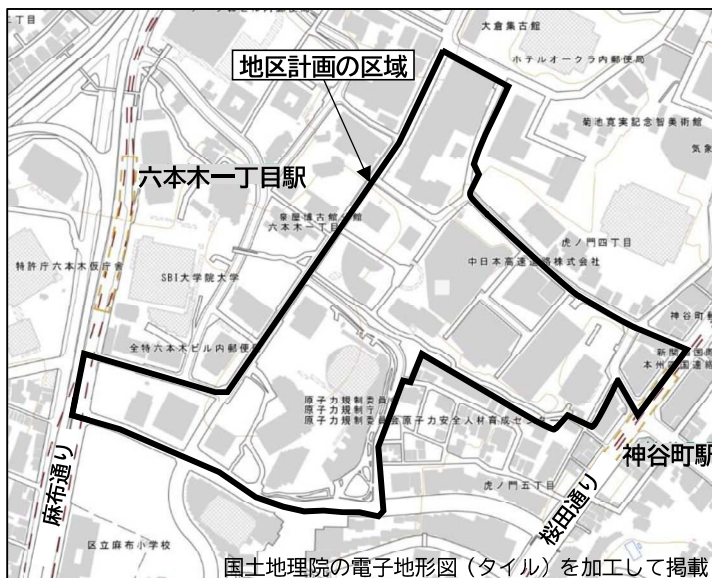 二丁目
大倉集古館
ホテルオークラ内郵便局
地区計画の区域
菊池寛実記念智美術館
気象
六本木一丁目駅
泉屋博古館分館
六本木一丁目
虎ノ門四丁目
特許庁六本木仮庁舎
中日本高速道路株式会社
SBI大学院大学
神谷町
全特六本木ビル内郵便局
原子力規制委員会
原子力規制庁
原子力規制委員会原子力安全人材育成センター
神谷町駅
虎ノ門五丁目
麻布通り
桜田通り
区立麻布小学校
国土地理院の電子地形図（タイル）を加工して掲載